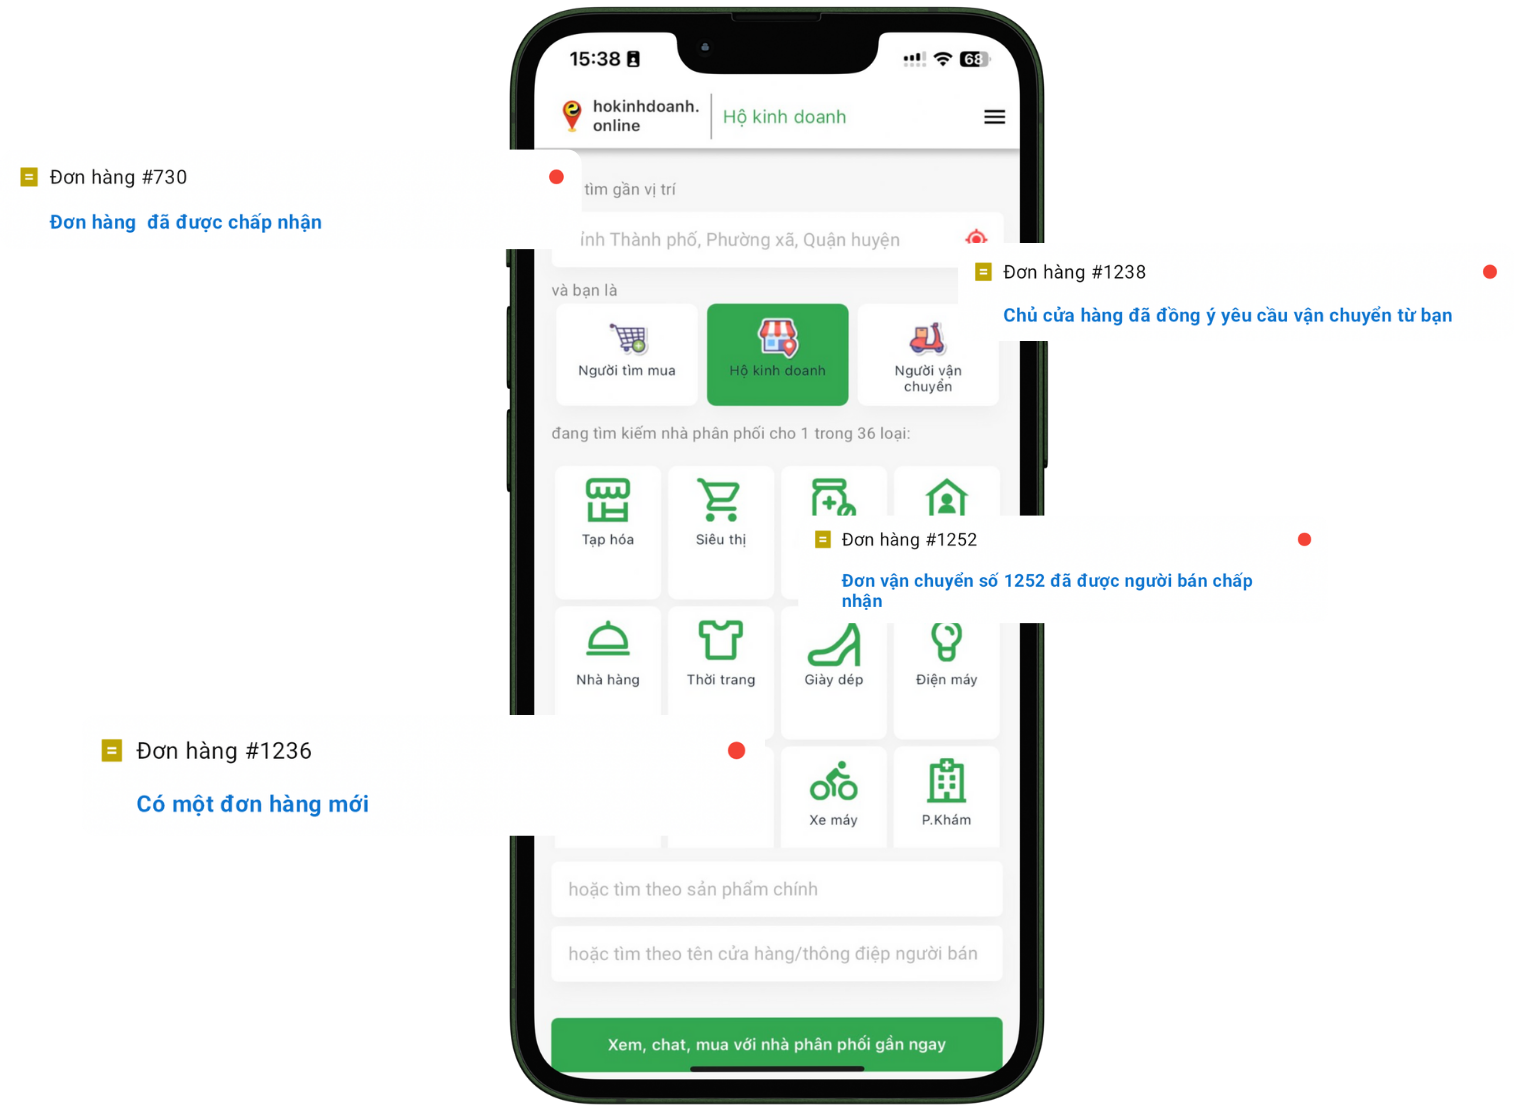 15:38
68
hokinhdoanh.
online
Hộ kinh doanh
Đơn hàng #730
Đơn hàng  đã được chấp nhận
tìm gần vị trí
ỉnh Thành phố, Phường xã, Quận huyện
Đơn hàng #1238
Chủ cửa hàng đã đồng ý yêu cầu vận chuyển từ bạn
và bạn là
Người tìm mua
Hộ kinh doanh
Người vận
chuyển
đang tìm kiếm nhà phân phối cho 1 trong 36 loại:
Tạp hóa
Siêu thị
Đơn hàng #1252
Đơn vận chuyển số 1252 đã được người bán chấp
nhận
Nhà hàng
Thời trang
Giày dép
Điện máy
Đơn hàng #1236
Có một đơn hàng mới
Xe máy
P.Khám
hoặc tìm theo sản phẩm chính
hoặc tìm theo tên cửa hàng/thông điệp người bán
Xem, chat, mua với nhà phân phối gần ngay